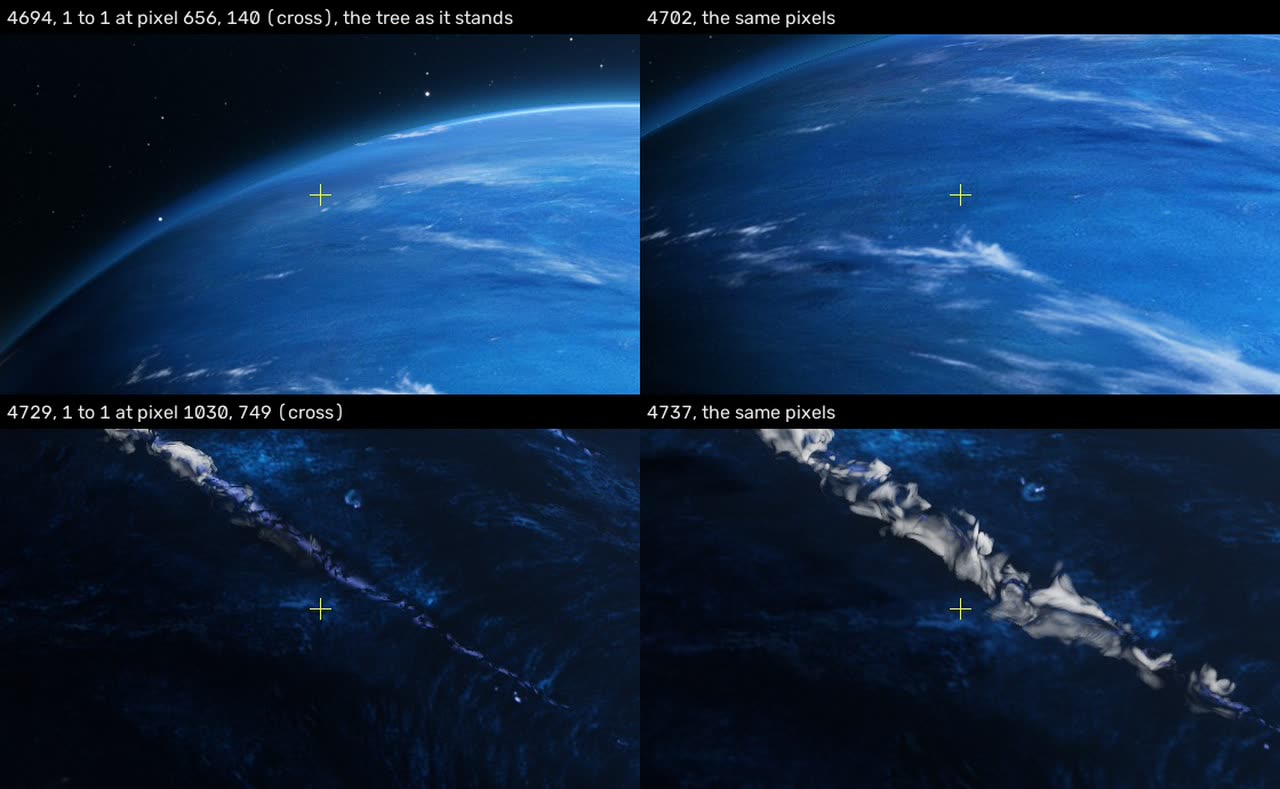 4694, 1 to 1 at pixel 656, 140 (cross), the tree as it stands
4702, the same pixels
4729, 1 to 1 at pixel 1030, 749 (cross)
4737, the same pixels